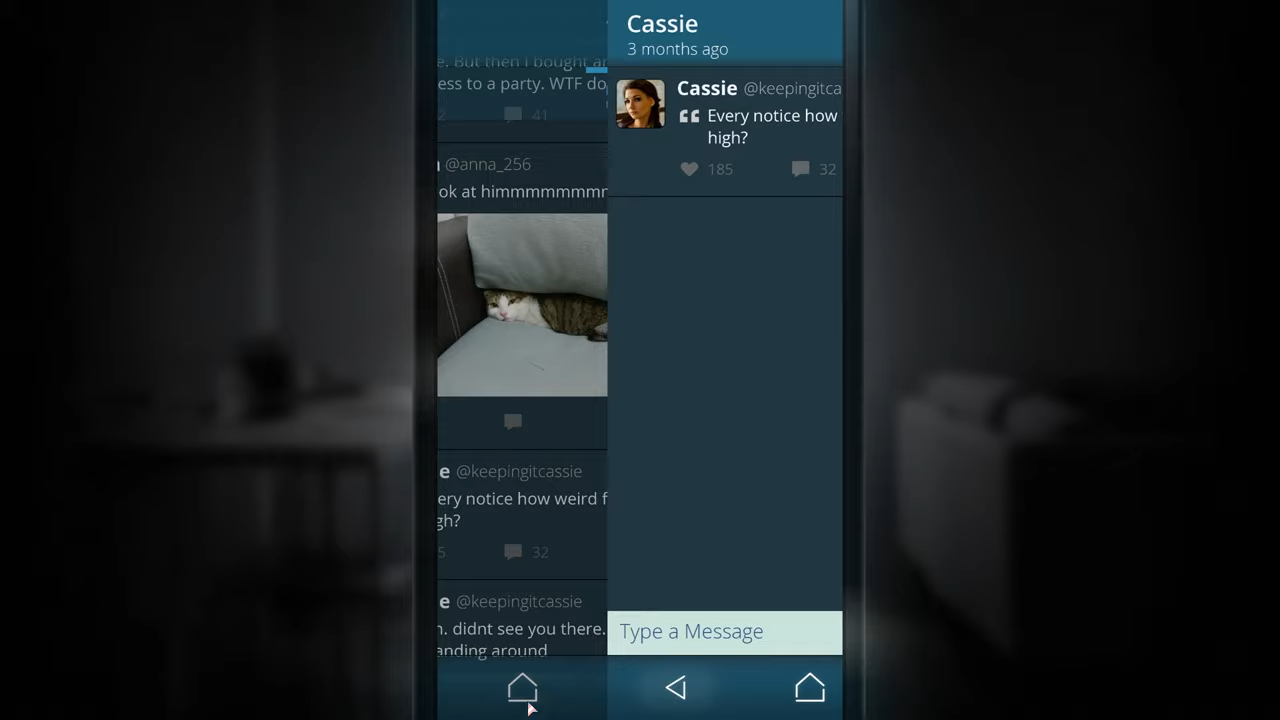 e. But then I bought
ess to a party. WTF do
41
@anna_256
ok at himmmmmmmm
e @keepingitcassie
ery notice how weird f
gh?
5
32
e @keepingitcassie
n. didnt see you there.
anding around
Cassie
3 months ago
Cassie @keepingitca
Every notice how
high?
185
32
Type a Message